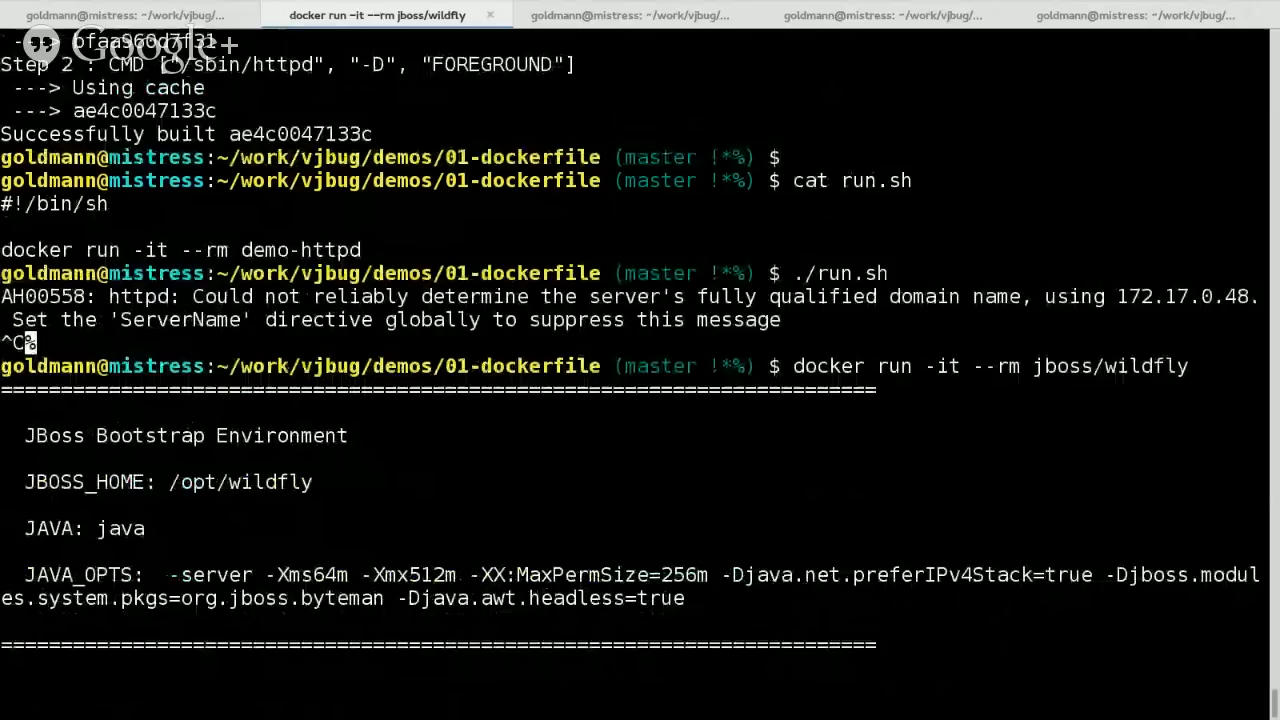 goldmann@mistress: ~/work/vjbug/... docker run -it --rm jboss/wildfly × goldmann@mistress: ~/work/vjbug/... goldmann@mistress: ~/work/vjbug/... goldmann@mistress: ~/work/vjbug/...
---> bfaa960d7f31
Google+
Step 2 : CMD ["/sbin/httpd", "-D", "FOREGROUND"]
---> Using cache
---> ae4c0047133c
Successfully built ae4c0047133c
goldmann@mistress:~/work/vjbug/demos/01-dockerfile (master !*%) $
goldmann@mistress:~/work/vjbug/demos/01-dockerfile (master !*%) $ cat run.sh
#!/bin/sh
docker run -it --rm demo-httpd
goldmann@mistress:~/work/vjbug/demos/01-dockerfile (master !*%) $ ./run.sh
AH00558: httpd: Could not reliably determine the server's fully qualified domain name, using 172.17.0.48.
Set the 'ServerName' directive globally to suppress this message
^C%
goldmann@mistress:~/work/vjbug/demos/01-dockerfile (master !*%) $ docker run -it --rm jboss/wildfly
=========================================================================
JBoss Bootstrap Environment
JBOSS_HOME: /opt/wildfly
JAVA: java
JAVA_OPTS:  -server -Xms64m -Xmx512m -XX:MaxPermSize=256m -Djava.net.preferIPv4Stack=true -Djboss.modul
es.system.pkgs=org.jboss.byteman -Djava.awt.headless=true
=========================================================================